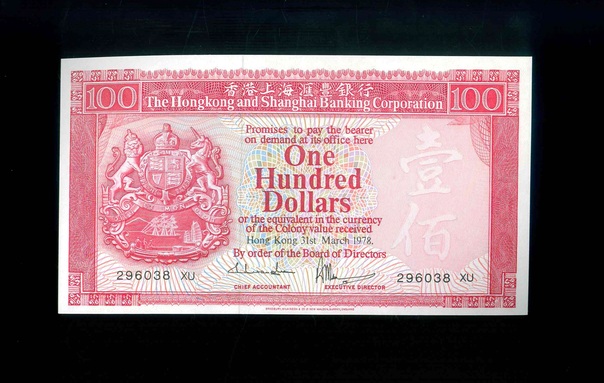 香港上海滙豐銀行
100 The Hongkong and Shanghai Banking Corporation 100
Promises to pay the bearer
on demand at its office here
One
Hundred
Dollars
or the equivalent in the currency
of the Colony value received
Hong Kong 31st March 1978.
By order of the Board of Directors
壹佰
296038 XU
296038 XU
CHIEF ACCOUNTANT
EXECUTIVE DIRECTOR